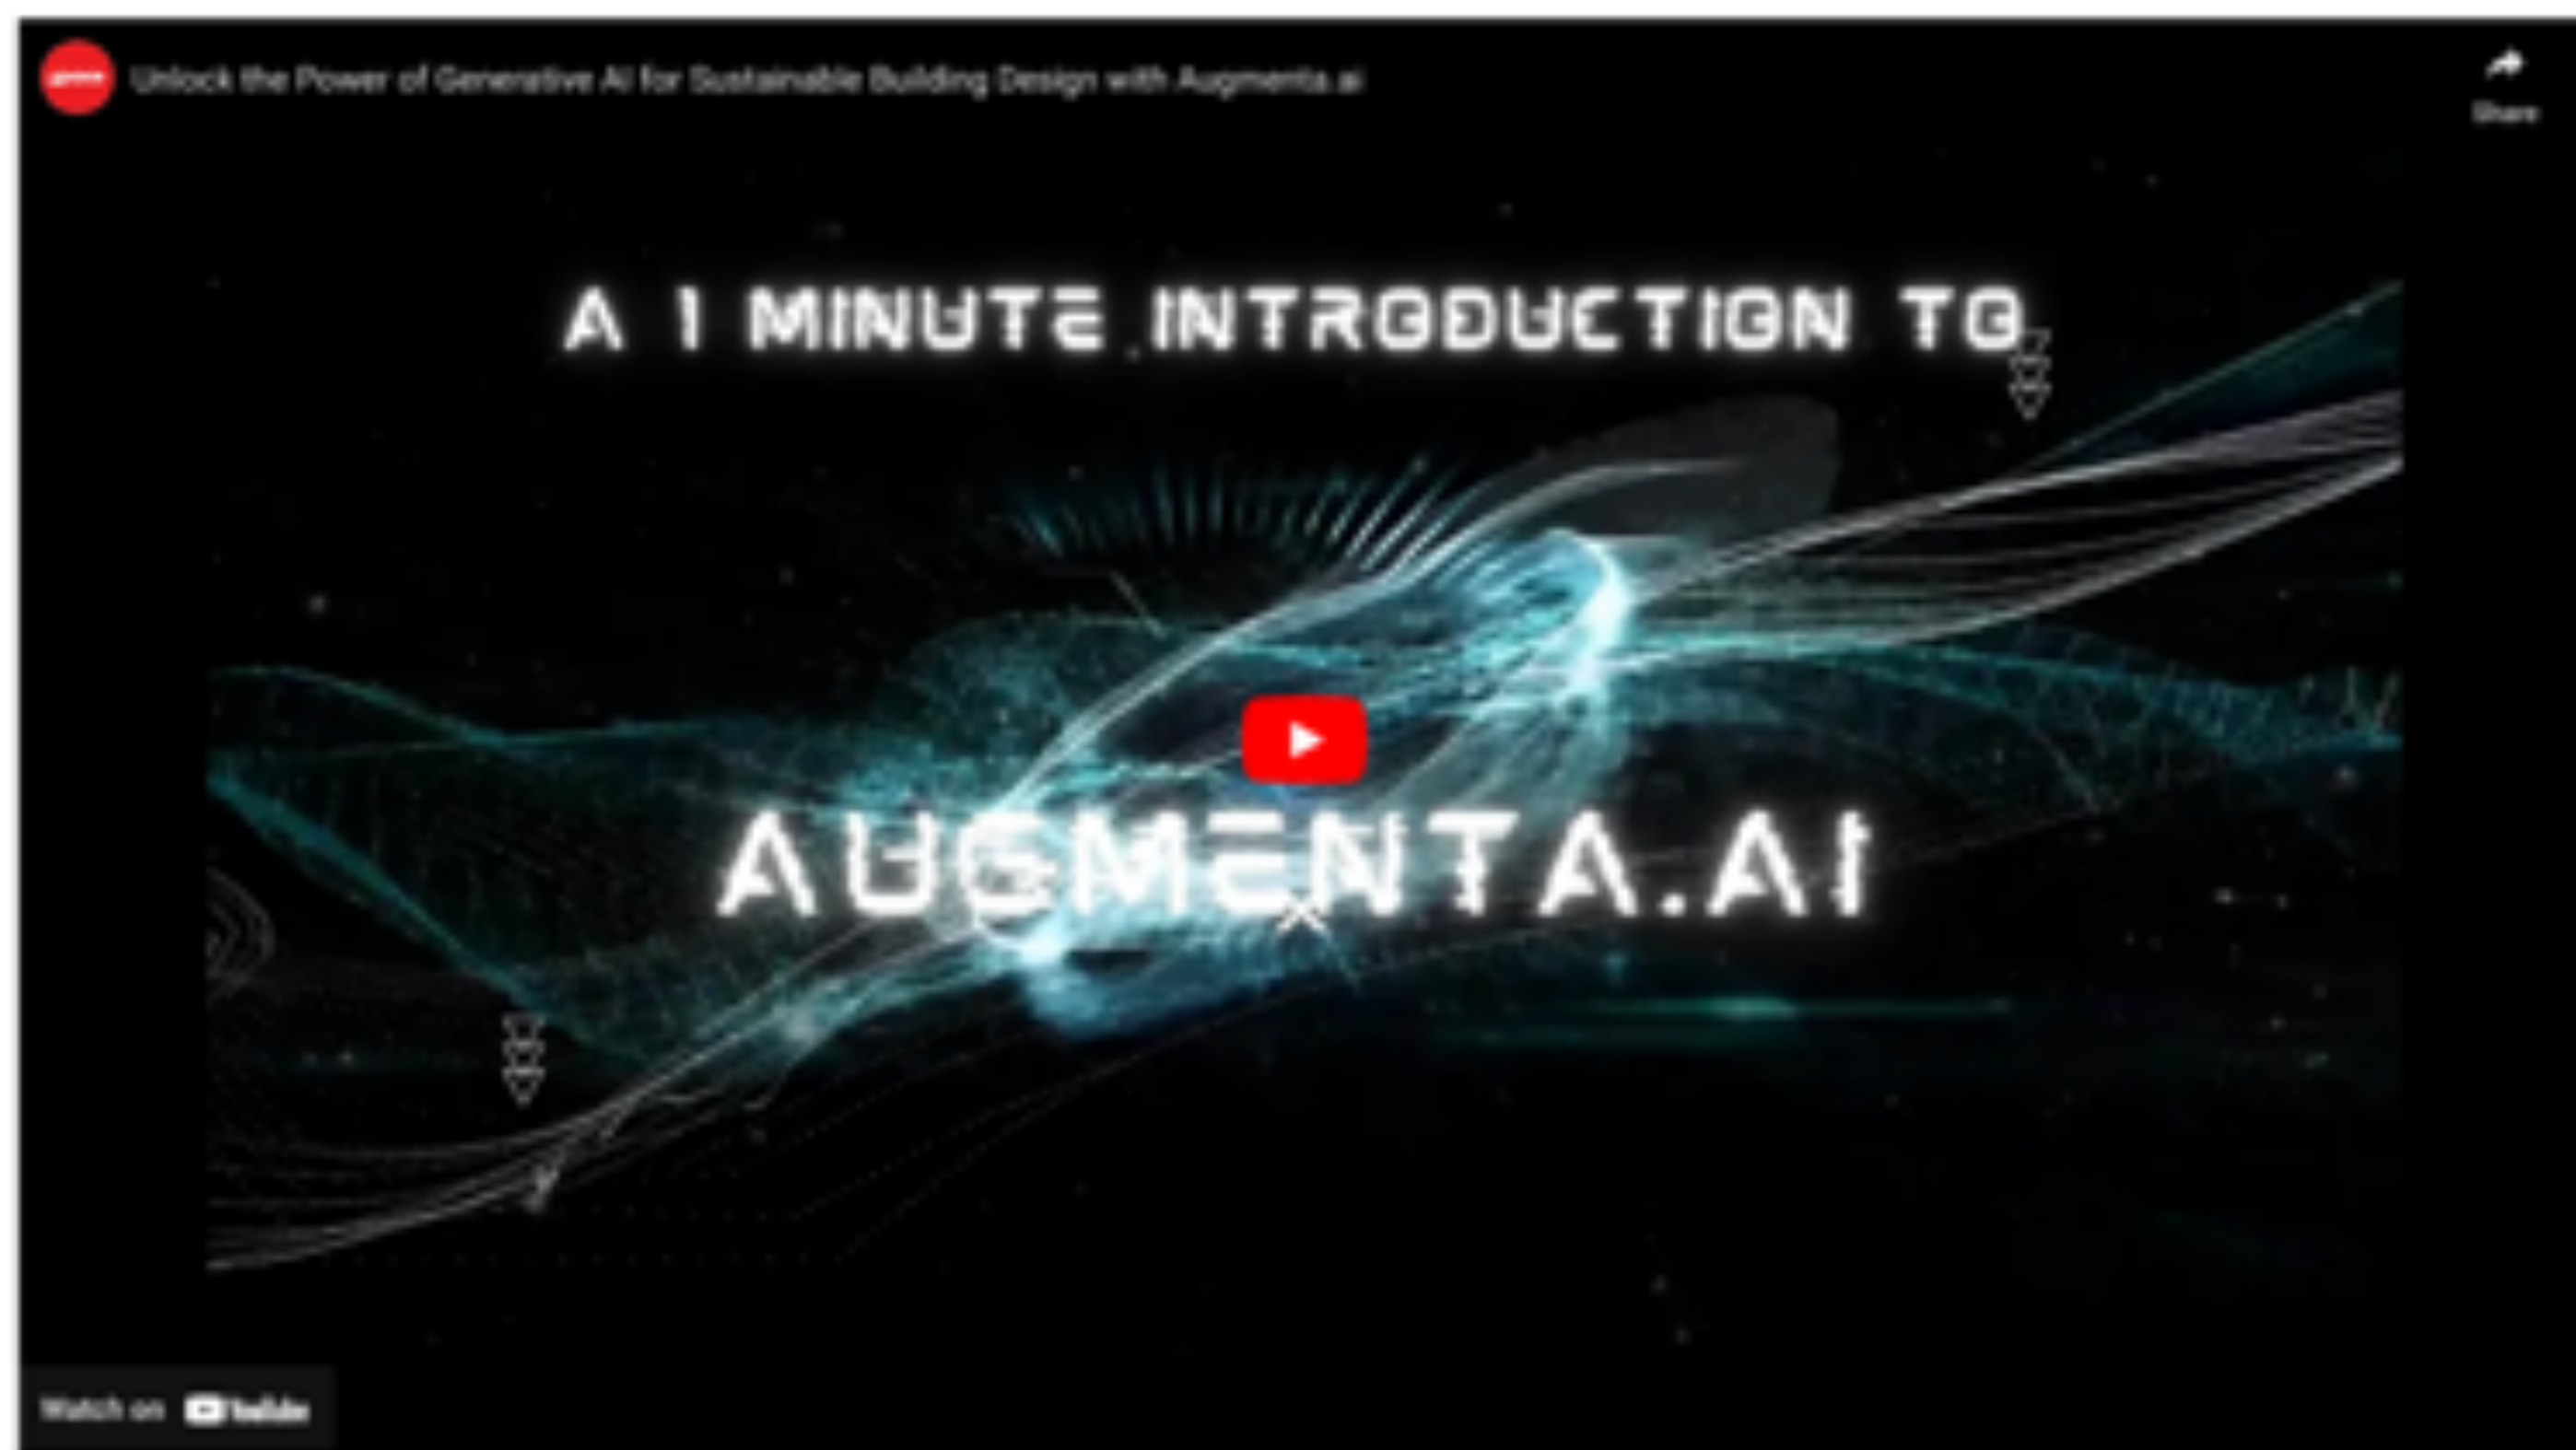 Unlock the Power of Generative AI for Sustainable Building Design with Augmenta.ai
Share
A 1 MINUTE INTRODUCTION TO
AUGMENTA.AI
Watch on YouTube